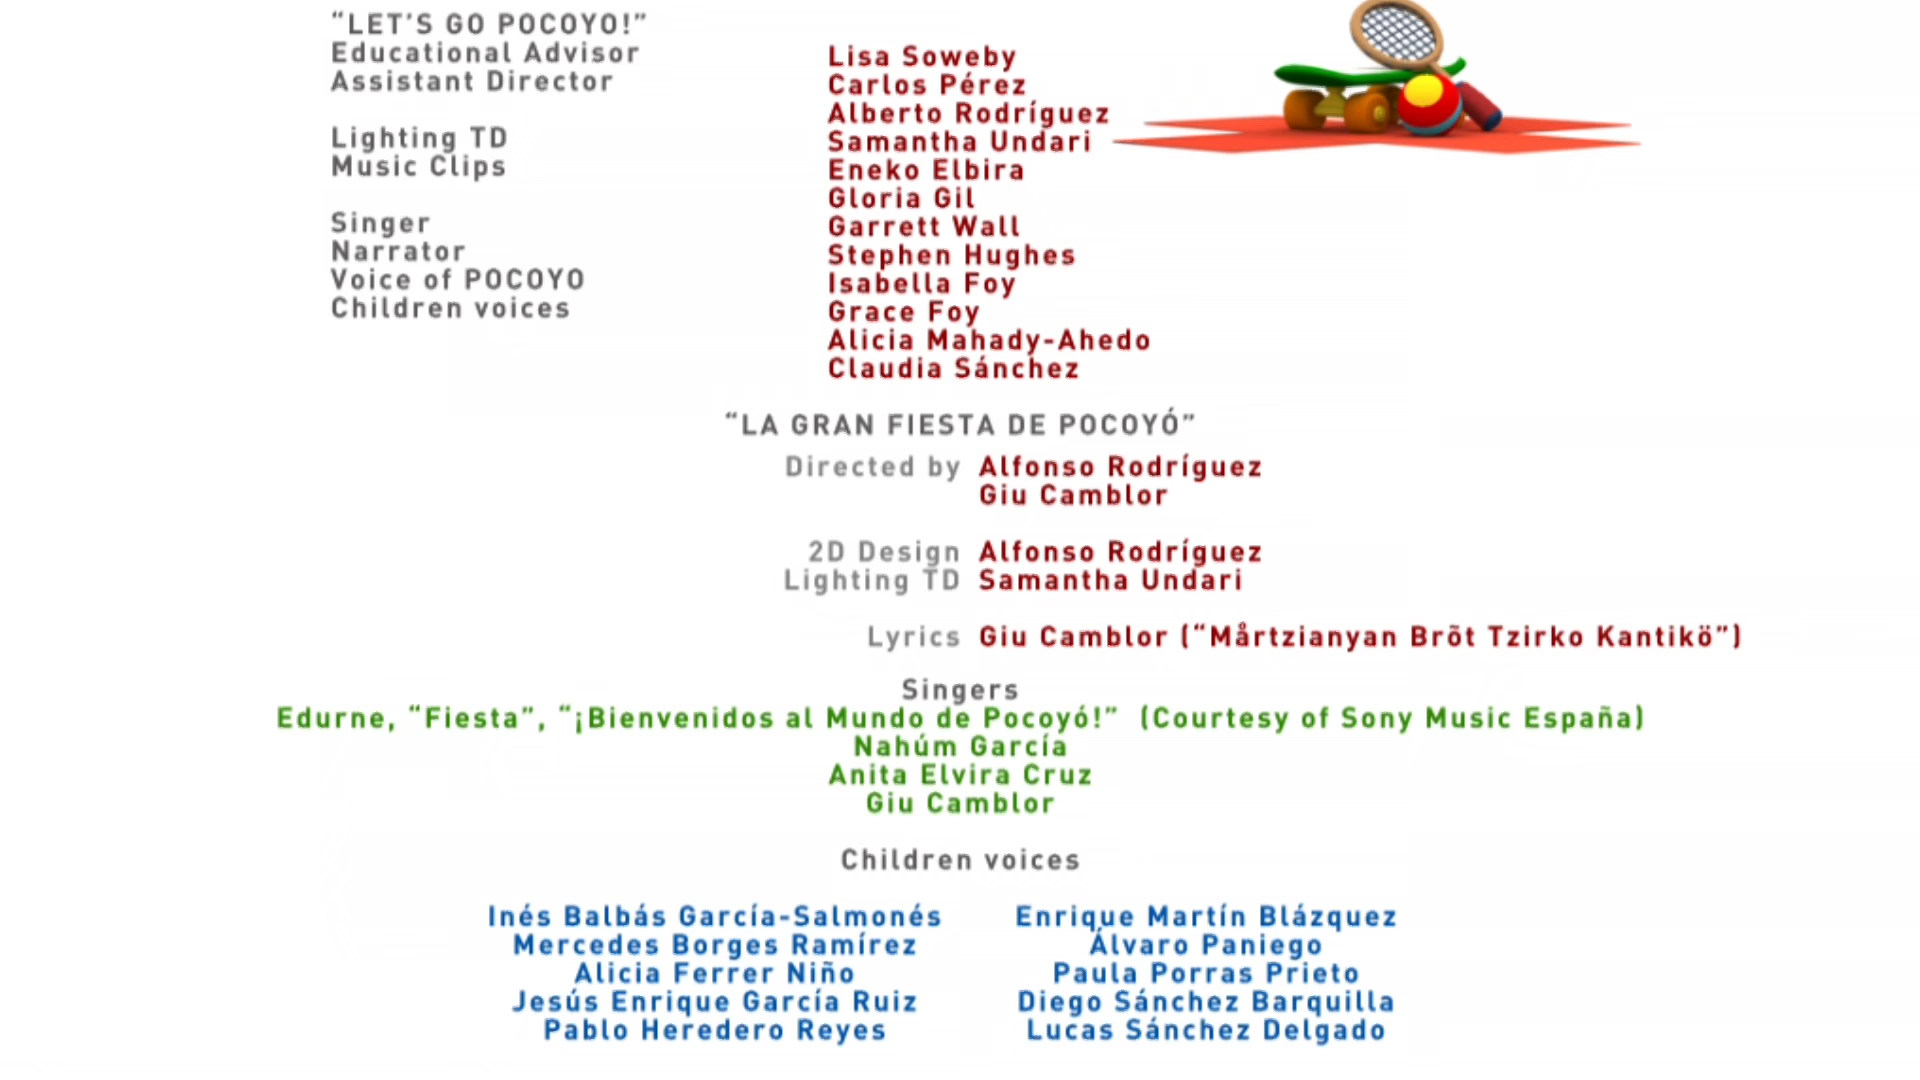 “LET’S GO POCOYO!”
Educational Advisor Lisa Soweby
Assistant Director Carlos Pérez
Alberto Rodríguez
Lighting TD Samantha Undari
Music Clips Eneko Elbira
Gloria Gil
Singer Garrett Wall
Narrator Stephen Hughes
Voice of POCOYO Isabella Foy
Children voices Grace Foy
Alicia Mahady-Ahedo
Claudia Sánchez
“LA GRAN FIESTA DE POCOYÓ”
Directed by Alfonso Rodríguez
Giu Camblor
2D Design Alfonso Rodríguez
Lighting TD Samantha Undari
Lyrics Giu Camblor (“Mårtzianyan Brõt Tzirko Kantikö”)
Singers
Edurne, “Fiesta”, “¡Bienvenidos al Mundo de Pocoyó!” (Courtesy of Sony Music España)
Nahúm García
Anita Elvira Cruz
Giu Camblor
Children voices
Inés Balbás García-Salmonés Enrique Martín Blázquez
Mercedes Borges Ramírez Álvaro Paniego
Alicia Ferrer Niño Paula Porras Prieto
Jesús Enrique García Ruiz Diego Sánchez Barquilla
Pablo Heredero Reyes Lucas Sánchez Delgado